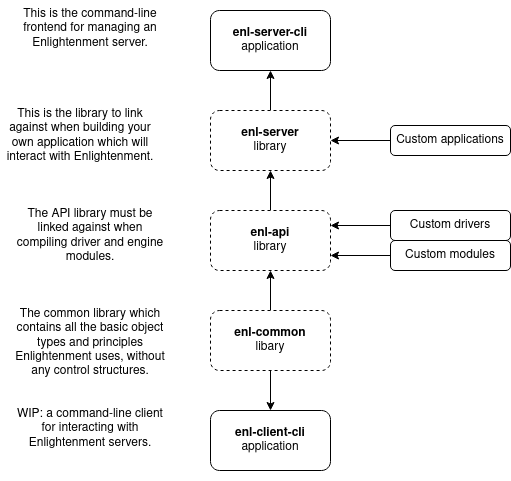 This is the command-line
frontend for managing an
Enlightenment server.
enl-server-cli
application
This is the library to link
against when building your
own application which will
interact with Enlightenment.
enl-server
library
Custom applications
The API library must be
linked against when
compiling driver and engine
modules.
enl-api
library
Custom drivers
Custom modules
The common library which
contains all the basic object
types and principles
Enlightenment uses, without
any control structures.
enl-common
libary
WIP: a command-line client
for interacting with
Enlightenment servers.
enl-client-cli
application